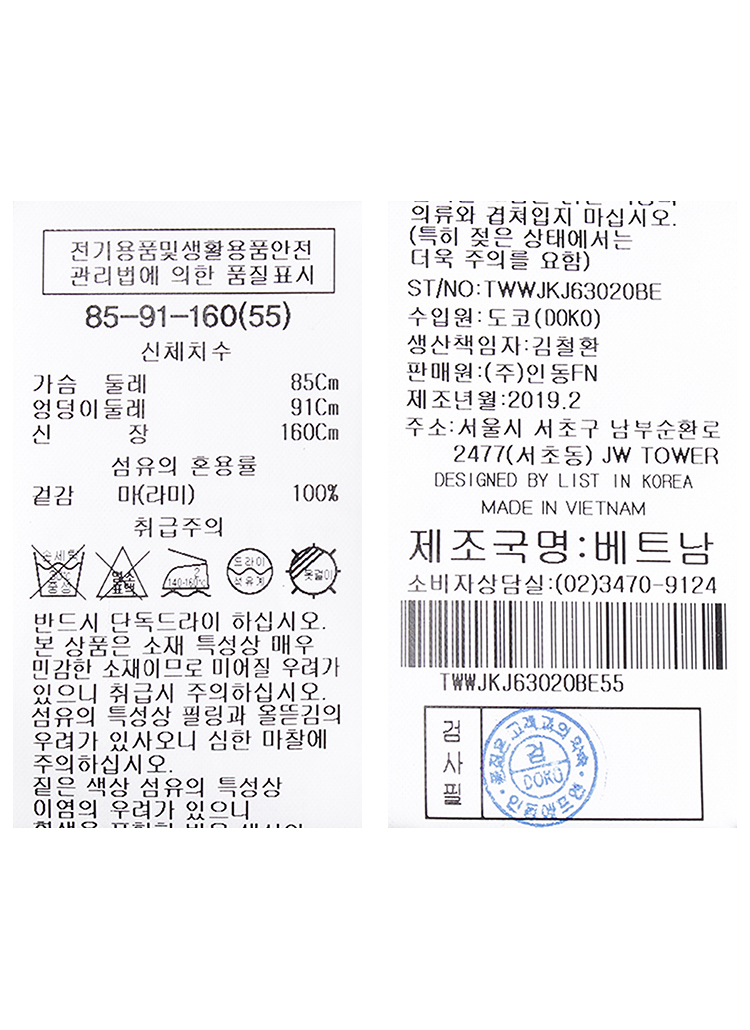 전기용품및생활용품안전
관리법에 의한 품질표시
85-91-160(55)
신체치수
가슴 둘레 85Cm
엉덩이둘레 91Cm
신 장 160Cm
섬유의 혼용률
겉감 마(라미) 100%
취급주의
손세탁
중성
염소
표백
2
140-160℃
드라이
석유계
옷걸이
반드시 단독드라이 하십시오.
본 상품은 소재 특성상 매우
민감한 소재이므로 미어질 우려가
있으니 취급시 주의하십시오.
섬유의 특성상 필링과 올뜯김의
우려가 있사오니 심한 마찰에
주의하십시오.
짙은 색상 섬유의 특성상
이염의 우려가 있으니
의류와 겹쳐입지 마십시오.
(특히 젖은 상태에서는
더욱 주의를 요함)
ST/NO:TWWJKJ63020BE
수입원:도코(DOKO)
생산책임자:김철환
판매원:(주)인동FN
제조년월:2019.2
주소:서울시 서초구 남부순환로
2477(서초동) JW TOWER
DESIGNED BY LIST IN KOREA
MADE IN VIETNAM
제조국명:베트남
소비자상담실:(02)3470-9124
TWWJKJ63020BE55
검사필
품질은 고객과의 약속
검
DOKO
인동에프엔